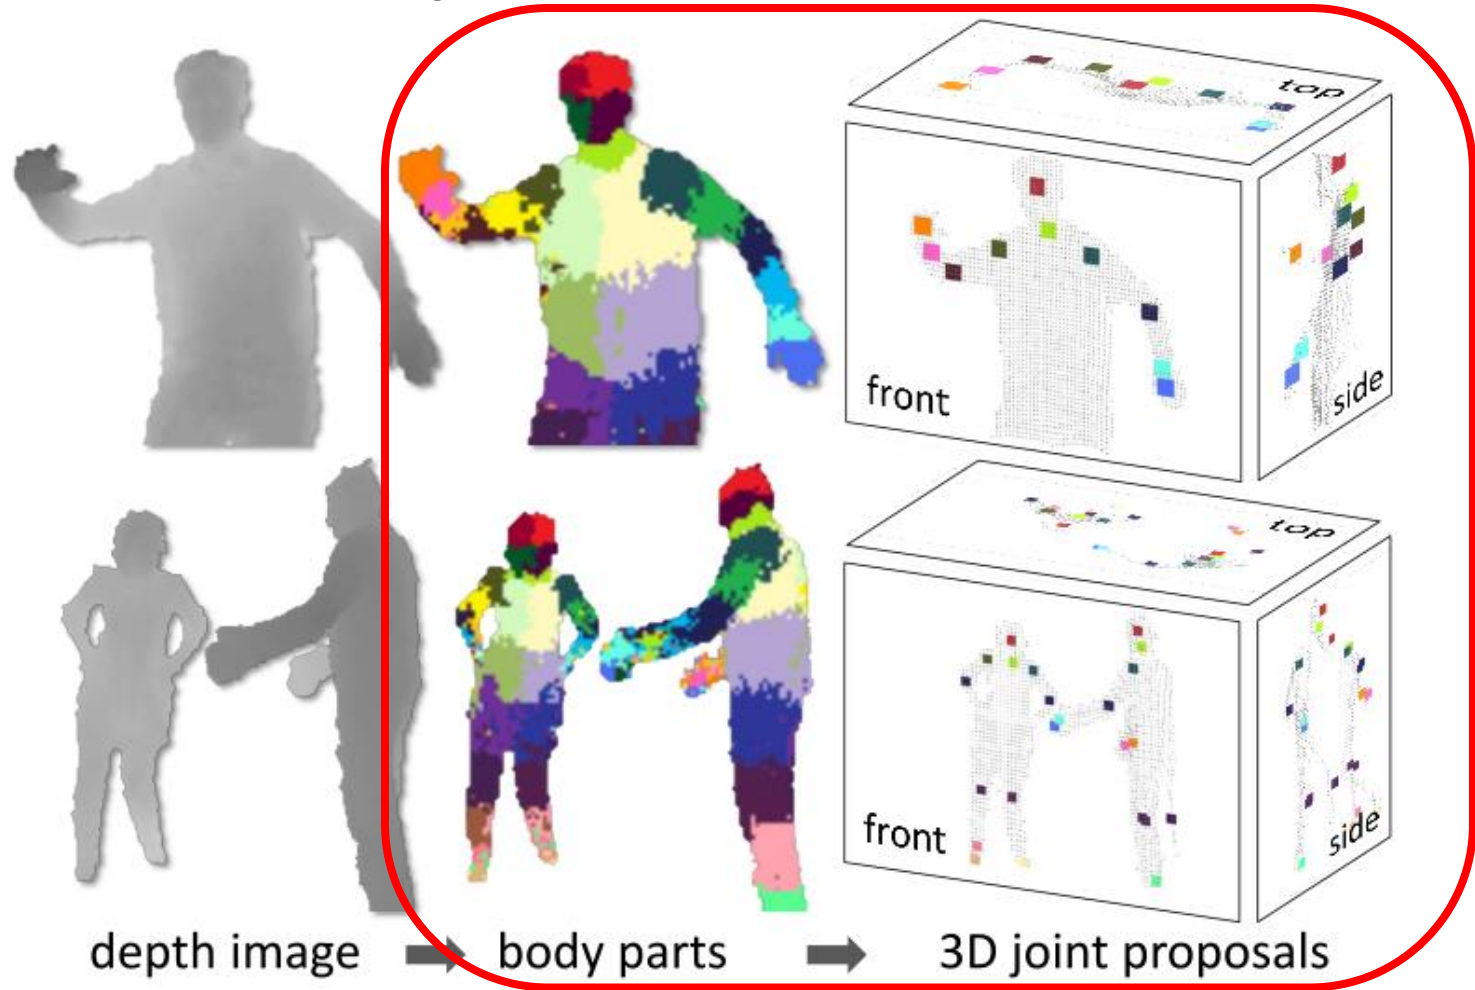 top
front
side
top
front
side
depth image
body parts
3D joint proposals